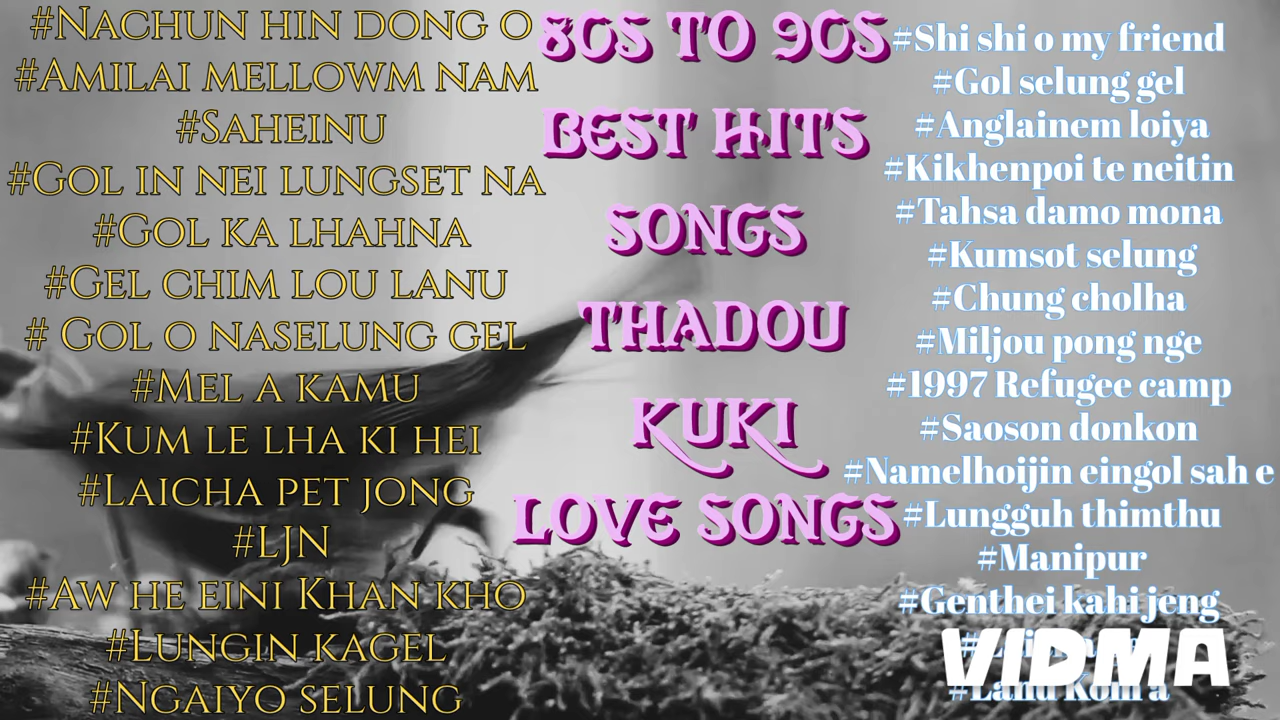 #Nachun hin dong o
#Amilai mellowm nam
#Saheinu
#Gol in nei lungset na
#Gol ka lhahna
#Gel chim lou lanu
# Gol o naselung gel
#Mel a kamu
#Kum le lha ki hei
#Laicha pet jong
#LJN
#Aw he eini Khan kho
#Lungin kagel
#Ngaiyo selung
80s to 90s
Best Hits
Songs
Thadou
Kuki
Love Songs
#Shi shi o my friend
#Gol selung gel
#Anglainem loiya
#Kikhenpoi te neitin
#Tahsa damo mona
#Kumsot selung
#Chung cholha
#Miljou pong nge
#1997 Refugee camp
#Saoson donkon
#Namelhoijin eingol sah e
#Lungguh thimthu
#Manipur
#Genthei kahi jeng
#Lanu Kom a
VIDMA